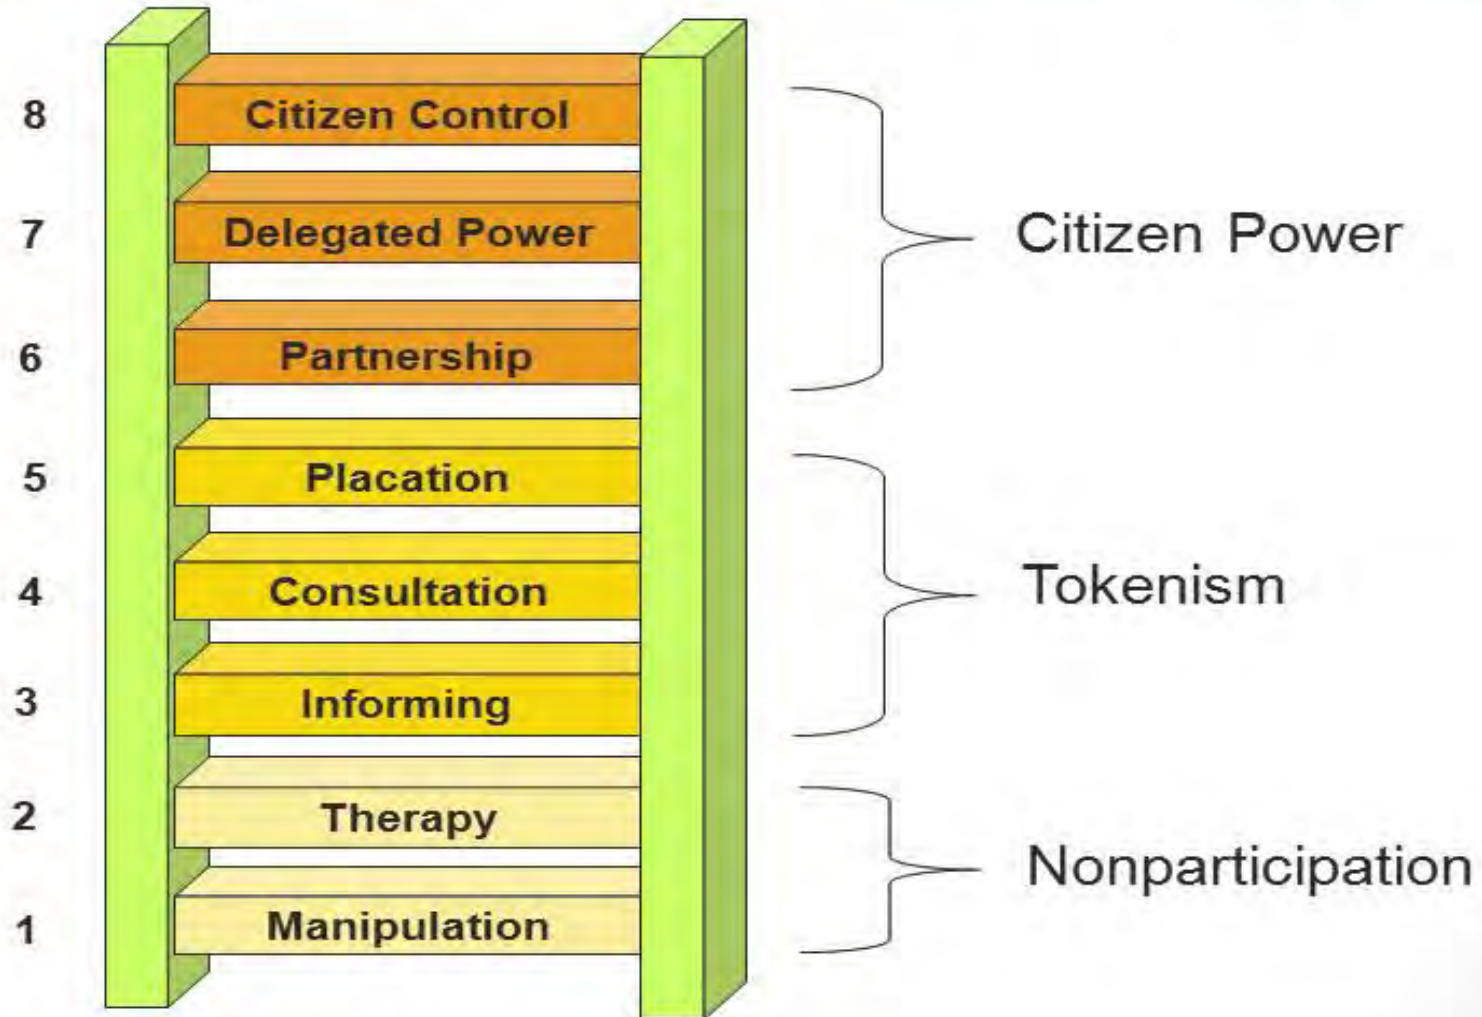 8 Citizen Control
7 Delegated Power
6 Partnership
Citizen Power
5 Placation
4 Consultation
3 Informing
Tokenism
2 Therapy
1 Manipulation
Nonparticipation